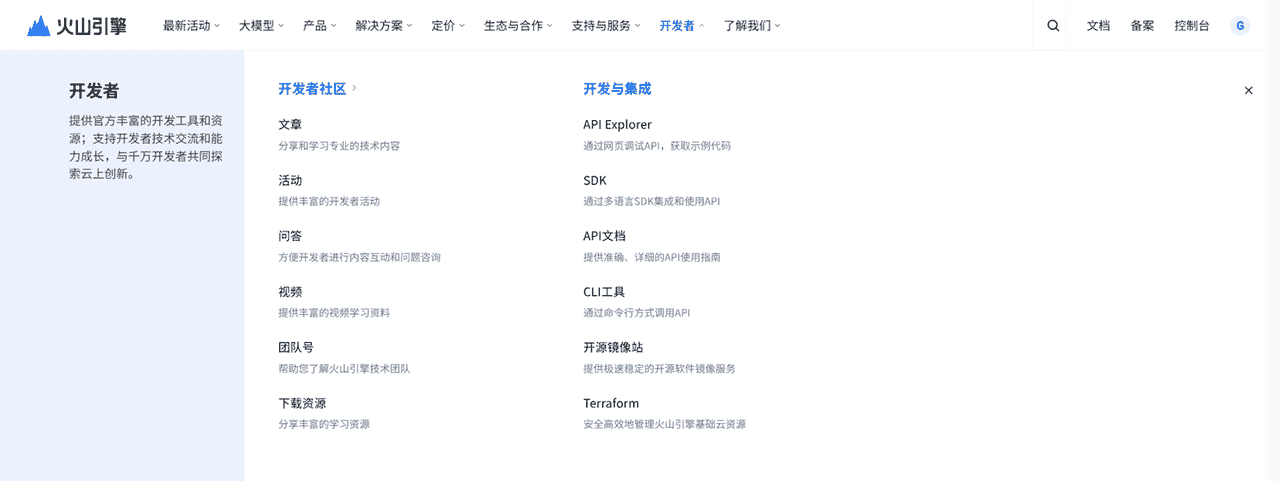 火山引擎 最新活动 大模型 产品 解决方案 定价 生态与合作 支持与服务 开发者 了解我们 文档 备案 控制台 G
开发者
提供官方丰富的开发工具和资
源；支持开发者技术交流和能
力成长，与千万开发者共同探
索云上创新。
开发者社区
文章
分享和学习专业的技术内容
活动
提供丰富的开发者活动
问答
方便开发者进行内容互动和问题咨询
视频
提供丰富的视频学习资料
团队号
帮助您了解火山引擎技术团队
下载资源
分享丰富的学习资源
开发与集成
API Explorer
通过网页调试API，获取示例代码
SDK
通过多语言SDK集成和使用API
API文档
提供准确、详细的API使用指南
CLI工具
通过命令行方式调用API
开源镜像站
提供极速稳定的开源软件镜像服务
Terraform
安全高效地管理火山引擎基础云资源